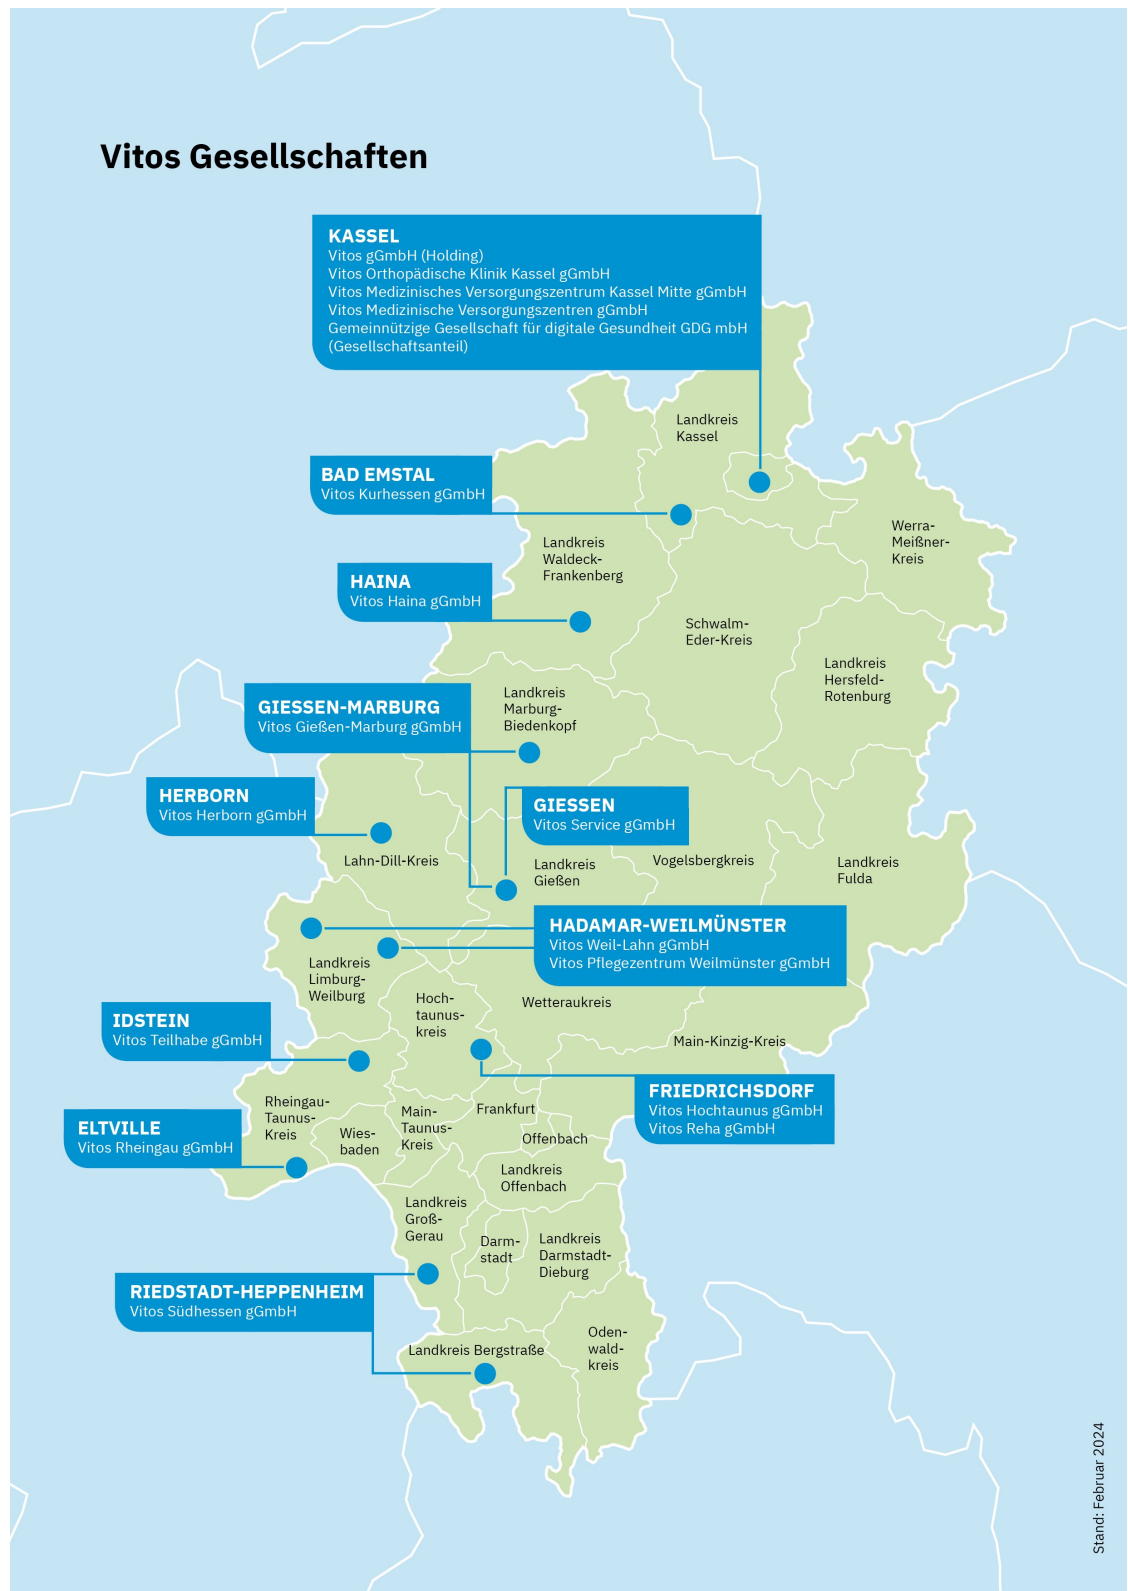 Vitos Gesellschaften
KASSEL
Vitos gGmbH (Holding)
Vitos Orthopädische Klinik Kassel gGmbH
Vitos Medizinisches Versorgungszentrum Kassel Mitte gGmbH
Vitos Medizinische Versorgungszentren gGmbH
Gemeinnützige Gesellschaft für digitale Gesundheit GDG mbH
(Gesellschaftsanteil)
Landkreis
Kassel
BAD EMSTAL
Vitos Kurhessen gGmbH
Werra-
Meißner-
Kreis
Landkreis
Waldeck-
Frankenberg
HAINA
Vitos Haina gGmbH
Schwalm-
Eder-Kreis
Landkreis
Hersfeld-
Rotenburg
Landkreis
Marburg-
Biedenkopf
GIESSEN-MARBURG
Vitos Gießen-Marburg gGmbH
HERBORN
Vitos Herborn gGmbH
GIESSEN
Vitos Service gGmbH
Lahn-Dill-Kreis
Landkreis
Gießen
Vogelsbergkreis
Landkreis
Fulda
HADAMAR-WEILMÜNSTER
Vitos Weil-Lahn gGmbH
Vitos Pflegezentrum Weilmünster gGmbH
Landkreis
Limburg-
Weilburg
Hoch-
taunus-
kreis
Wetteraukreis
IDSTEIN
Vitos Teilhabe gGmbH
Main-Kinzig-Kreis
FRIEDRICHSDORF
Vitos Hochtaunus gGmbH
Vitos Reha gGmbH
Rheingau-
Taunus-
Kreis
Main-
Taunus-
Kreis
Frankfurt
ELTVILLE
Vitos Rheingau gGmbH
Wies-
baden
Offenbach
Landkreis
Offenbach
Landkreis
Groß-
Gerau
Darm-
stadt
Landkreis
Darmstadt-
Dieburg
RIEDSTADT-HEPPENHEIM
Vitos Südhessen gGmbH
Landkreis Bergstraße
Oden-
wald-
kreis
Stand: Februar 2024